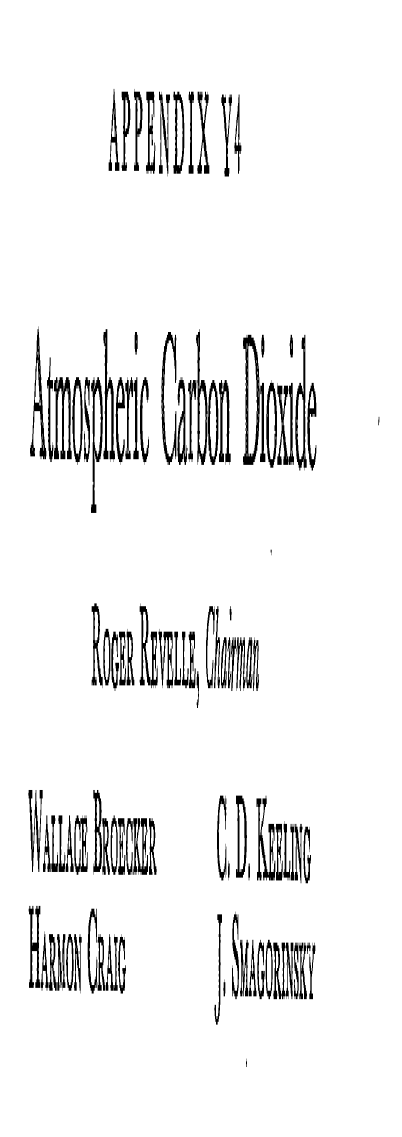 APPENDIX Y4
Atmospheric Carbon Dioxide
ROGER REVELLE, Chairman
WALLACE BROECKER C. D. KEELING
HARMON CRAIG J. SMAGORINSKY